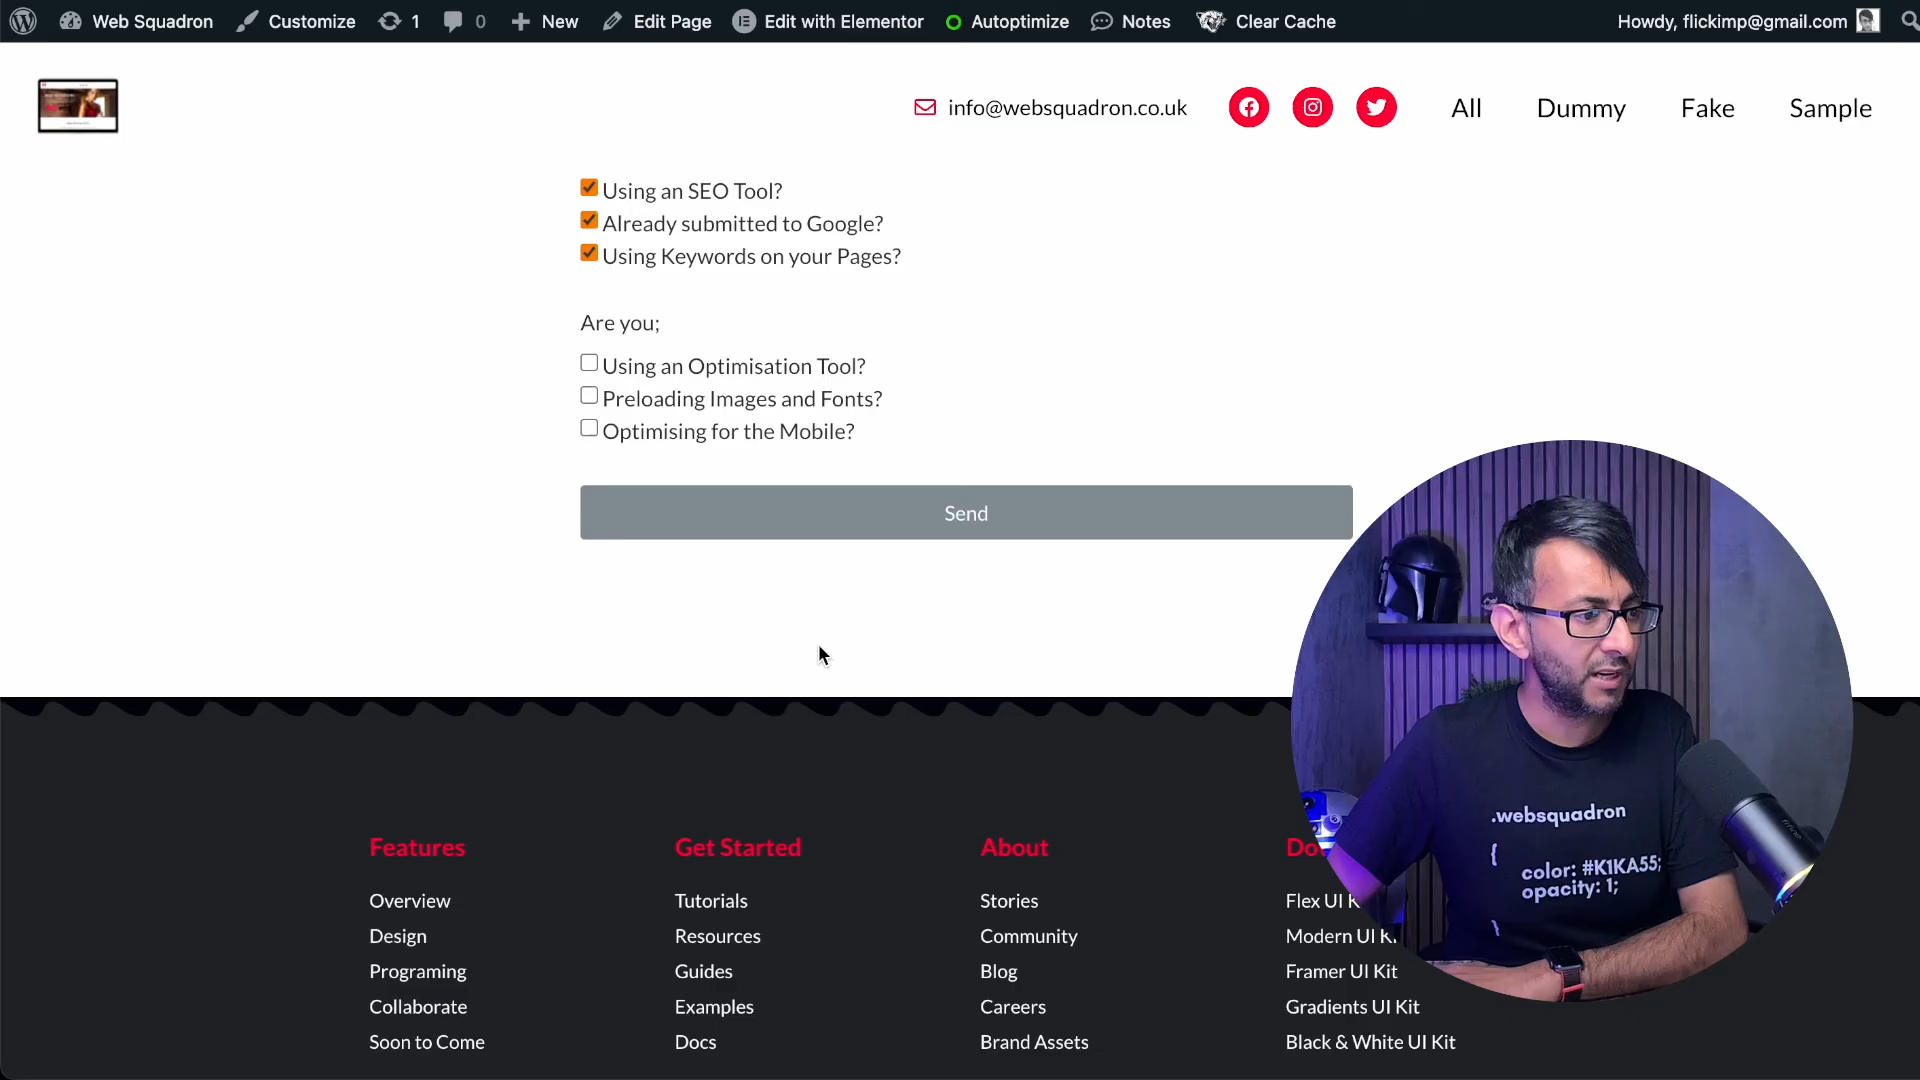 Web Squadron Customize 1 0 New Edit Page Edit with Elementor Autoptimize Notes Clear Cache Howdy, flickimp@gmail.com
info@websquadron.co.uk All Dummy Fake Sample
Using an SEO Tool?
Already submitted to Google?
Using Keywords on your Pages?
Are you;
Using an Optimisation Tool?
Preloading Images and Fonts?
Optimising for the Mobile?
Send
Features
Overview
Design
Programing
Collaborate
Soon to Come
Get Started
Tutorials
Resources
Guides
Examples
Docs
About
Stories
Community
Blog
Careers
Brand Assets
Flex UI
Modern UI
Framer UI Kit
Gradients UI Kit
Black & White UI Kit
.websquadron
{
color: #K1KA55;
opacity: 1;
}